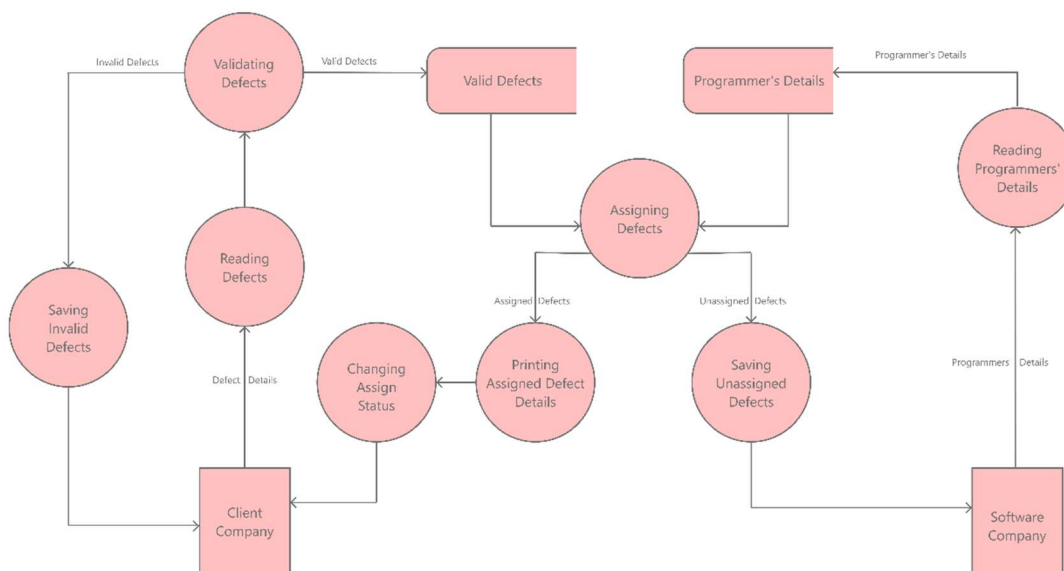 Invalid Defects
Validating
Defects
Valid Defects
Valid Defects
Programmer's Details
Programmer's Details
Reading
Programmers'
Details
Assigning
Defects
Reading
Defects
Saving
Invalid
Defects
Assigned Defects
Unassigned Defects
Changing
Assign
Status
Printing
Assigned Defect
Details
Saving
Unassigned
Defects
Defect Details
Programmers Details
Client
Company
Software
Company